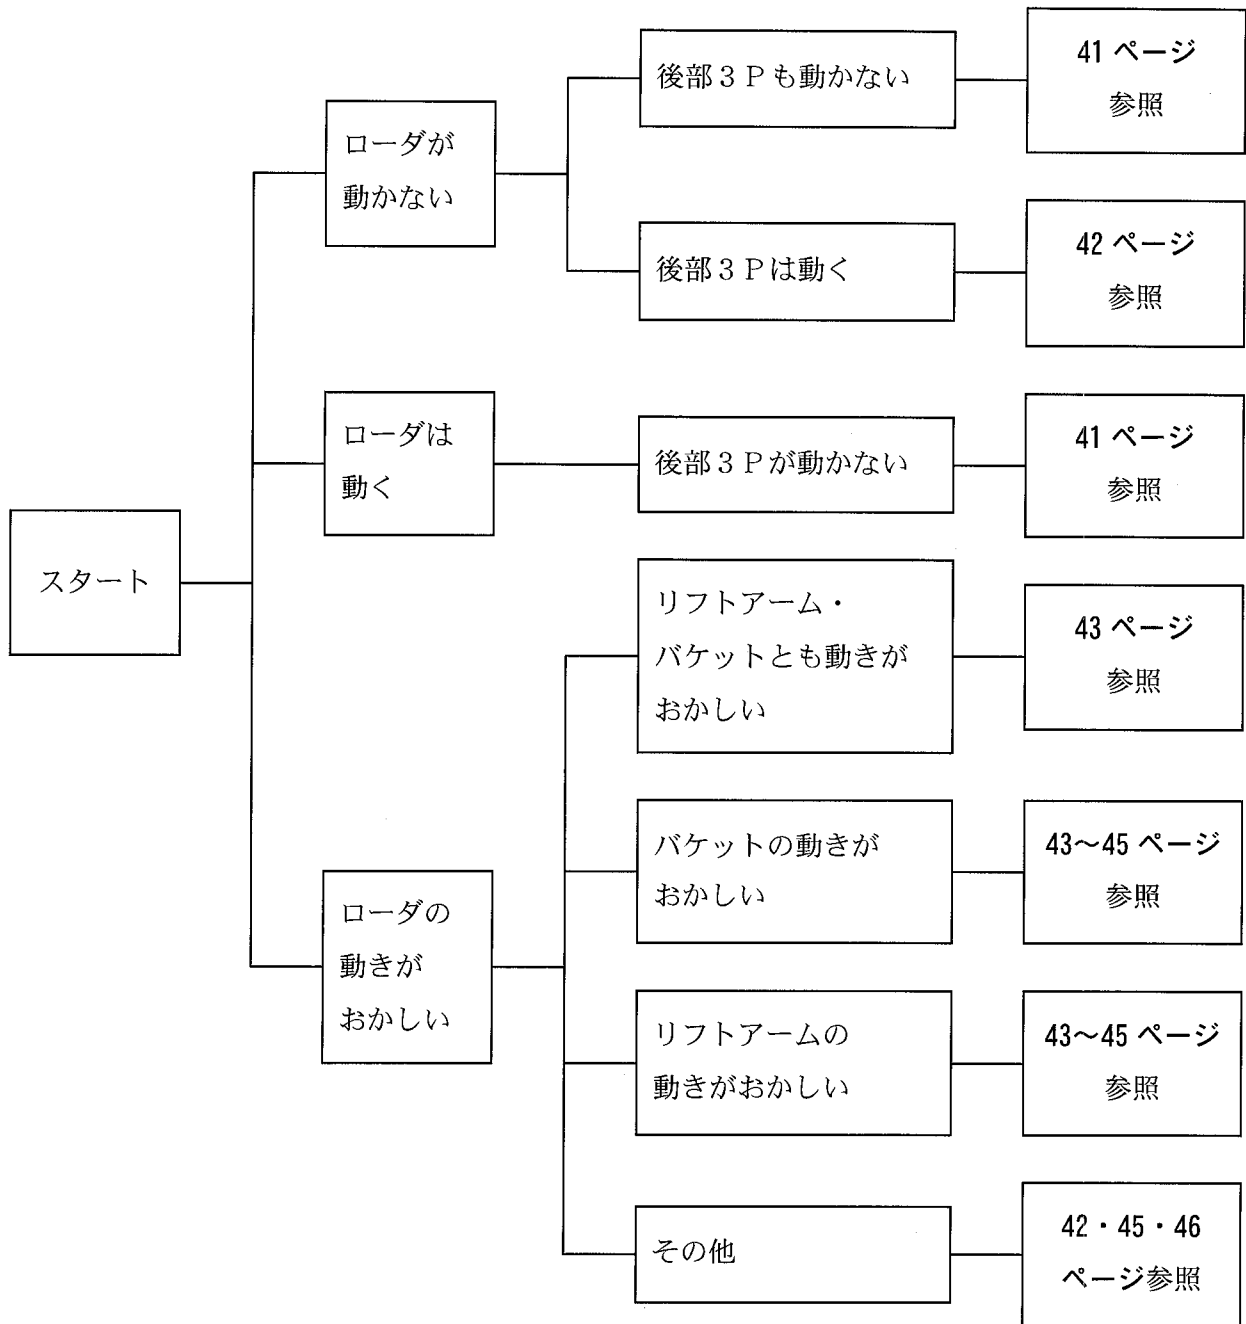 スタート
ローダが
動かない
後部３Ｐも動かない
41 ページ
参照
後部３Ｐは動く
42 ページ
参照
ローダは
動く
後部３Ｐが動かない
41 ページ
参照
ローダの
動きが
おかしい
リフトアーム・
バケットとも動きが
おかしい
43 ページ
参照
バケットの動きが
おかしい
43～45 ページ
参照
リフトアームの
動きがおかしい
43～45 ページ
参照
その他
42・45・46
ページ参照